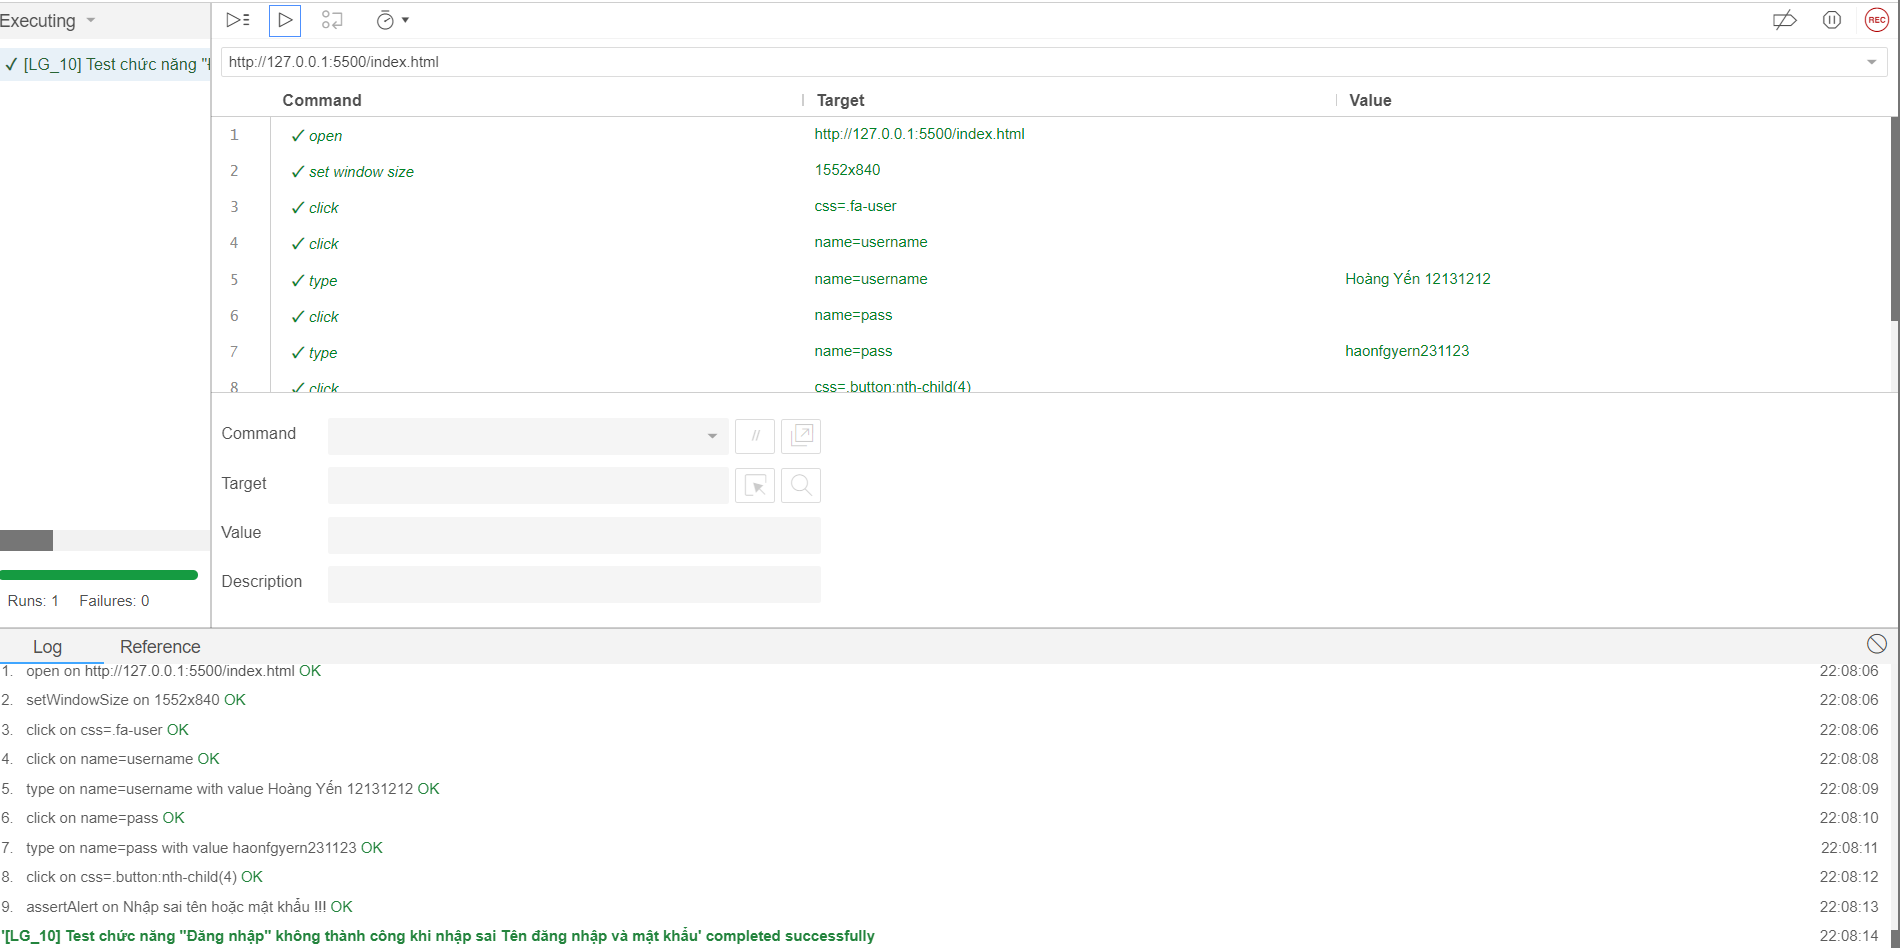 Executing
REC
✓ [LG_10] Test chức năng "
http://127.0.0.1:5500/index.html
Command Target Value
1 ✓ open http://127.0.0.1:5500/index.html
2 ✓ set window size 1552x840
3 ✓ click css=.fa-user
4 ✓ click name=username
5 ✓ type name=username Hoàng Yến 12131212
6 ✓ click name=pass
7 ✓ type name=pass haonfgyern231123
8 ✓ click css=.button:nth-child(4)
Command //
Target
Value
Description
Runs: 1 Failures: 0
Log Reference
1. open on http://127.0.0.1:5500/index.html OK 22:08:06
2. setWindowSize on 1552x840 OK 22:08:06
3. click on css=.fa-user OK 22:08:06
4. click on name=username OK 22:08:08
5. type on name=username with value Hoàng Yến 12131212 OK 22:08:09
6. click on name=pass OK 22:08:10
7. type on name=pass with value haonfgyern231123 OK 22:08:11
8. click on css=.button:nth-child(4) OK 22:08:12
9. assertAlert on Nhập sai tên hoặc mật khẩu !!! OK 22:08:13
'[LG_10] Test chức năng "Đăng nhập" không thành công khi nhập sai Tên đăng nhập và mật khẩu' completed successfully 22:08:14